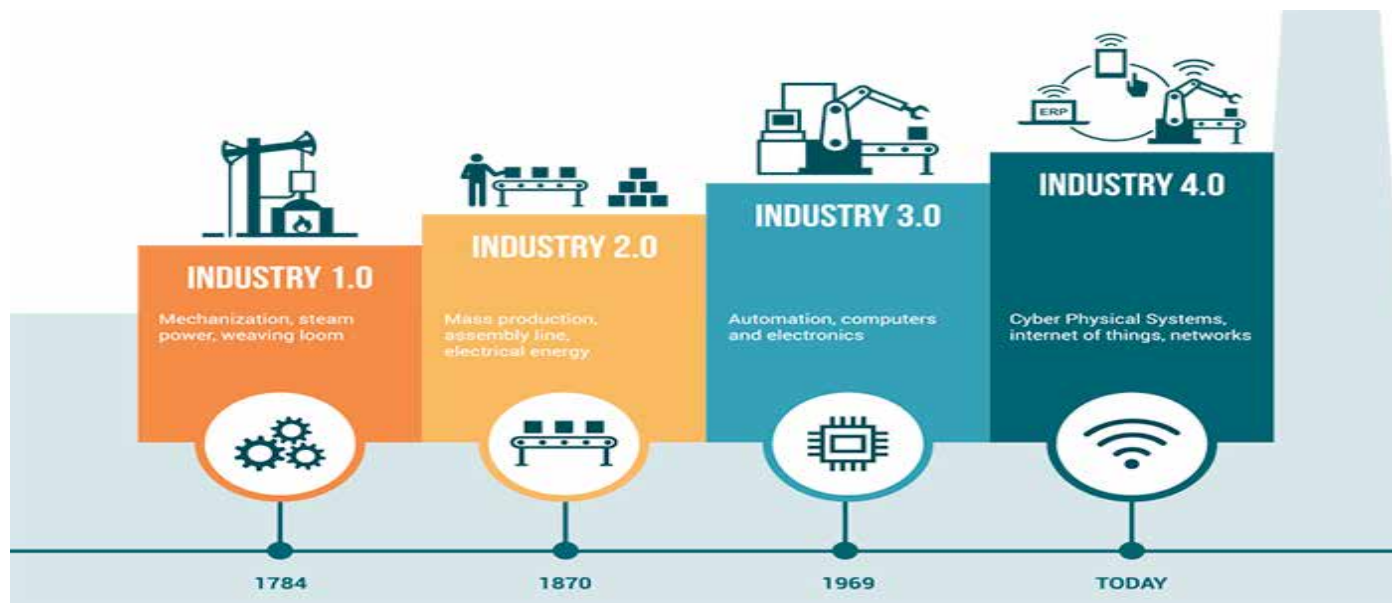 ERP
INDUSTRY 1.0
Mechanization, steam
power, weaving loom
INDUSTRY 2.0
Mass production,
assembly line,
electrical energy
INDUSTRY 3.0
Automation, computers
and electronics
INDUSTRY 4.0
Cyber Physical Systems,
internet of things, networks
1784
1870
1969
TODAY